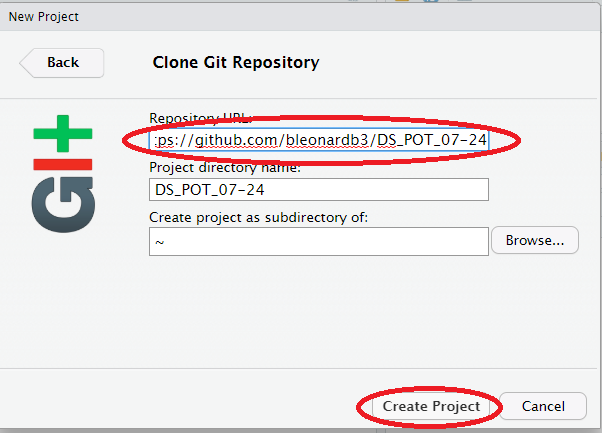 New Project
Back
Clone Git Repository
Repository URL:
:ps://github.com/bleonardb3/DS_POT_07-24
Project directory name:
DS_POT_07-24
Create project as subdirectory of:
~
Browse...
GIt
Create Project
Cancel